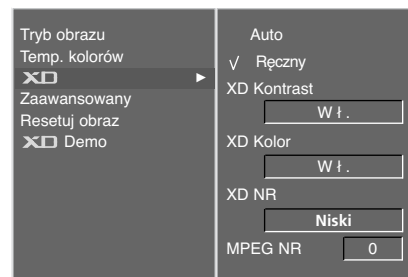 Tryb obrazu
Temp. kolorów
XD
Zaawansowany
Resetuj obraz
XD Demo
Auto
√ Ręczny
XD Kontrast
Wł.
XD Kolor
Wł.
XD NR
Niski
MPEG NR 0